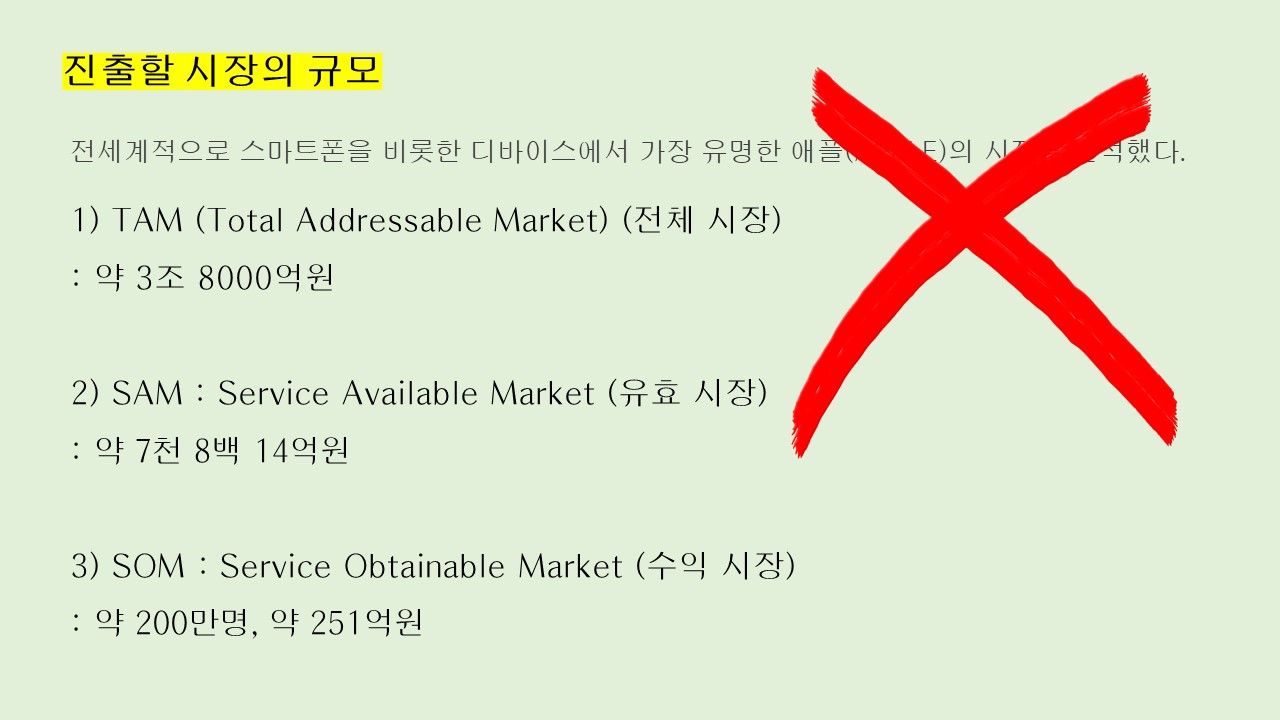 진출할 시장의 규모
전세계적으로 스마트폰을 비롯한 디바이스에서 가장 유명한 애플( E)의 했다.
1) TAM (Total Addressable Market) (전체 시장)
: 약 3조 8000억원
2) SAM : Service Available Market (유효 시장)
: 약 7천 8백 14억원
3) SOM : Service Obtainable Market (수익 시장)
: 약 200만명, 약 251억원